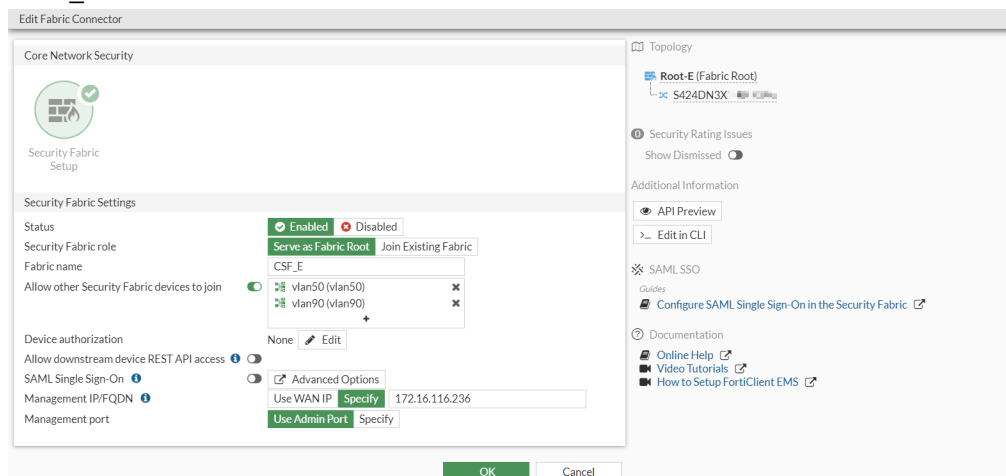 Edit Fabric Connector
Core Network Security
Security Fabric
Setup
Security Fabric Settings
Status Enabled Disabled
Security Fabric role Serve as Fabric Root Join Existing Fabric
Fabric name CSF_E
Allow other Security Fabric devices to join vlan50 (vlan50)
vlan90 (vlan90)
+
Device authorization None Edit
Allow downstream device REST API access
SAML Single Sign-On Advanced Options
Management IP/FQDN Use WAN IP Specify 172.16.116.236
Management port Use Admin Port Specify
OK Cancel
Topology
Root-E (Fabric Root)
S424DN3X
0 Security Rating Issues
Show Dismissed
Additional Information
API Preview
>_ Edit in CLI
SAML SSO
Guides
Configure SAML Single Sign-On in the Security Fabric
Documentation
Online Help
Video Tutorials
How to Setup FortiClient EMS